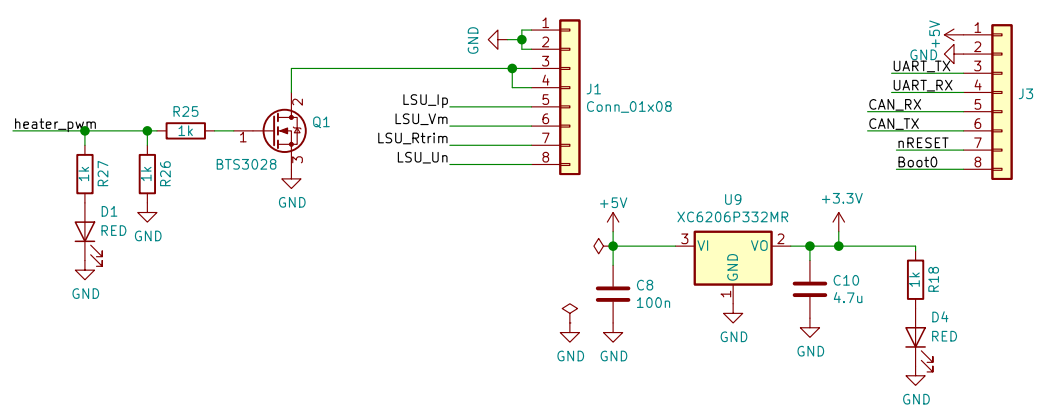 GND
1
2
3
4
5
6
7
8
J1
Conn_01x08
LSU_Ip
LSU_Vm
LSU_Rtrim
LSU_Un
heater_pwm
R25
1k
1
2
3
Q1
BTS3028
GND
1k
R27
1k
R26
GND
D1
RED
GND
+5V
GND
UART_TX
UART_RX
CAN_RX
CAN_TX
nRESET
Boot0
1
2
3
4
5
6
7
8
J3
+5V
U9
XC6206P332MR
+3.3V
3
VI
VO
2
GND
1
GND
C8
100n
GND
GND
C10
4.7u
GND
1k
R18
D4
RED
GND